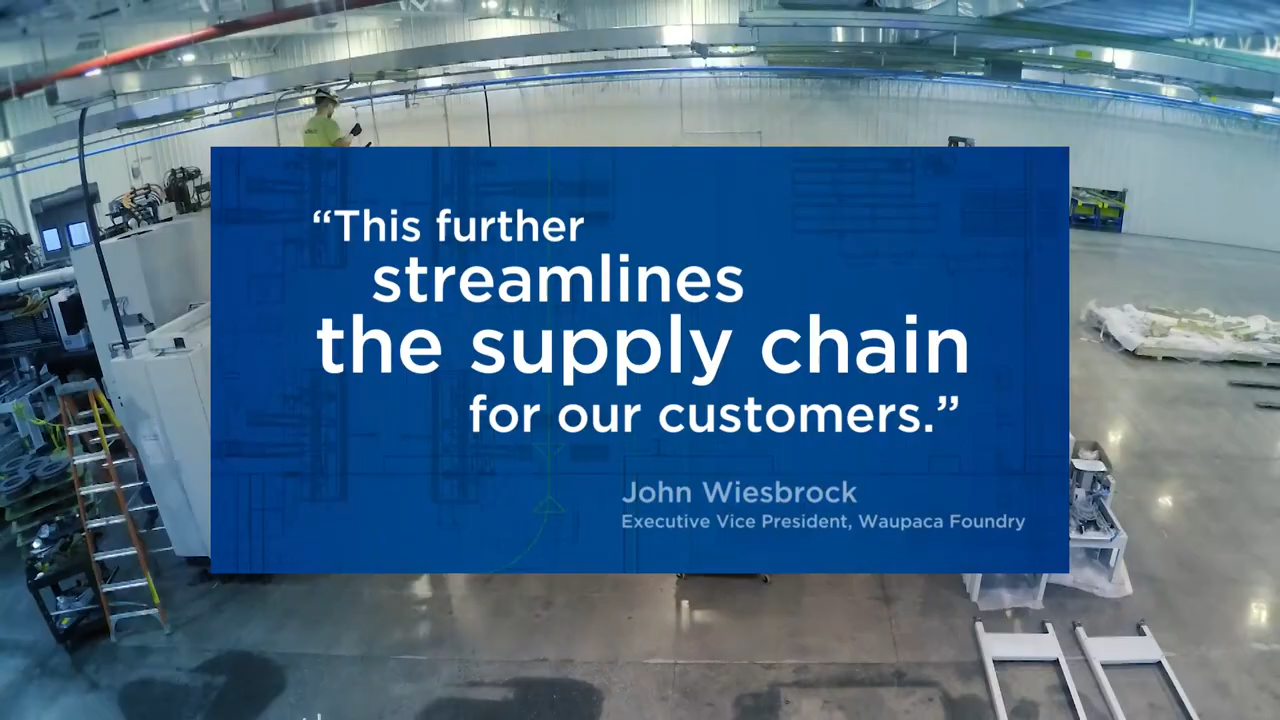 “This further
streamlines
the supply chain
for our customers.”
John Wiesbrock
Executive Vice President, Waupaca Foundry